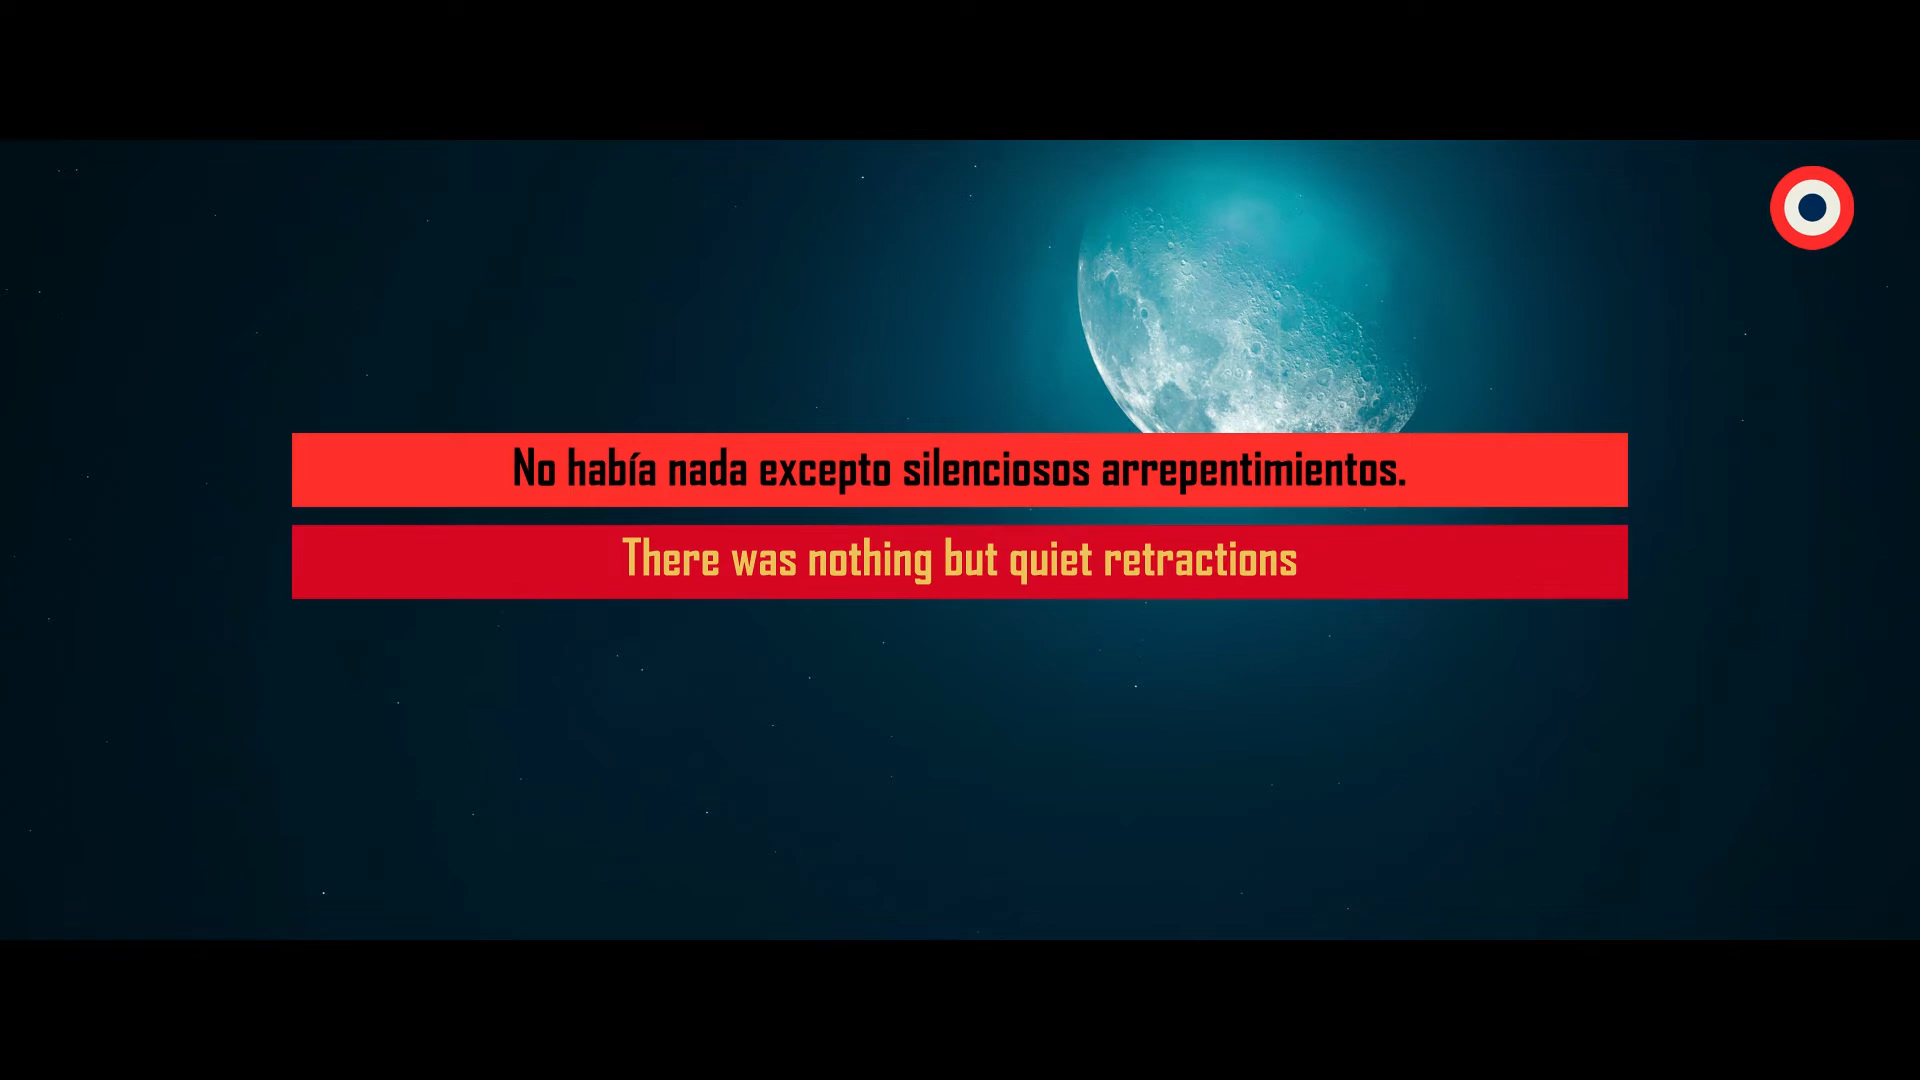 No había nada excepto silenciosos arrepentimientos.
There was nothing but quiet retractions